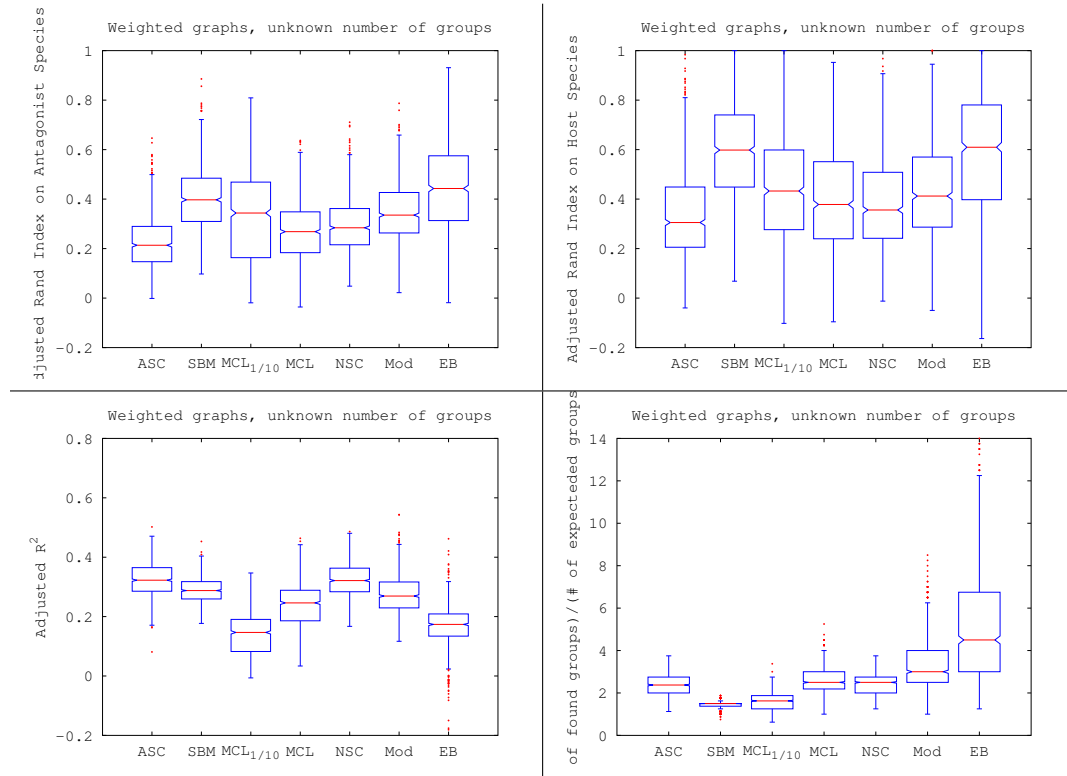 Weighted graphs, unknown number of groups
djusted Rand Index on Antagonist Species
1
0.8
0.6
0.4
0.2
0
-0.2
ASC SBM MCL1/10 MCL NSC Mod EB
Weighted graphs, unknown number of groups
Adjusted Rand Index on Host Species
1
0.8
0.6
0.4
0.2
0
-0.2
ASC SBM MCL1/10 MCL NSC Mod EB
Weighted graphs, unknown number of groups
Adjusted R2
0.8
0.6
0.4
0.2
0
-0.2
ASC SBM MCL1/10 MCL NSC Mod EB
Weighted graphs, unknown number of groups
of found groups)/(# of expecteded groups
14
12
10
8
6
4
2
0
ASC SBM MCL1/10 MCL NSC Mod EB